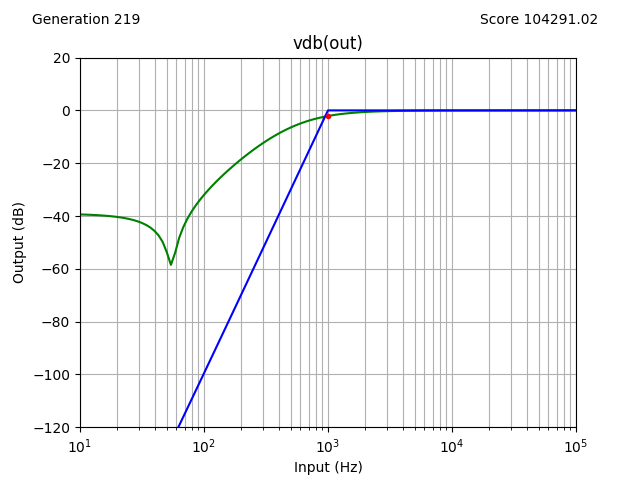 Generation 219
Score 104291.02
vdb(out)
20
0
−20
−40
−60
−80
−100
−120
Output (dB)
10¹
10²
10³
10⁴
10⁵
Input (Hz)